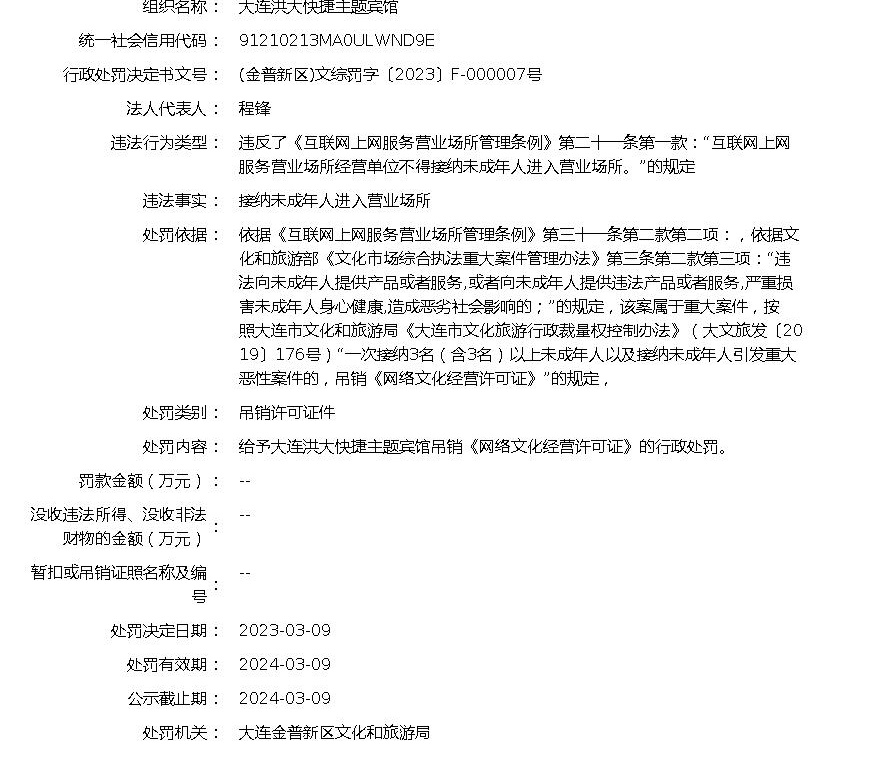 组织名称： 大连洪大快捷主题宾馆
统一社会信用代码： 91210213MA0ULWND9E
行政处罚决定书文号： (金普新区)文综罚字〔2023〕F-000007号
法人代表人： 程锋
违法行为类型： 违反了《互联网上网服务营业场所管理条例》第二十一条第一款：“互联网上网
服务营业场所经营单位不得接纳未成年人进入营业场所。”的规定
违法事实： 接纳未成年人进入营业场所
处罚依据： 依据《互联网上网服务营业场所管理条例》第三十一条第二款第二项：，依据文
化和旅游部《文化市场综合执法重大案件管理办法》第三条第二款第三项：“违
法向未成年人提供产品或者服务,或者向未成年人提供违法产品或者服务,严重损
害未成年人身心健康,造成恶劣社会影响的；”的规定，该案属于重大案件，按
照大连市文化和旅游局《大连市文化旅游行政裁量权控制办法》（大文旅发〔20
19〕176号）“一次接纳3名（含3名）以上未成年人以及接纳未成年人引发重大
恶性案件的，吊销《网络文化经营许可证》”的规定，
处罚类别： 吊销许可证件
处罚内容： 给予大连洪大快捷主题宾馆吊销《网络文化经营许可证》的行政处罚。
罚款金额（万元）： --
没收违法所得、没收非法
财物的金额（万元）： --
暂扣或吊销证照名称及编
号： --
处罚决定日期： 2023-03-09
处罚有效期： 2024-03-09
公示截止期： 2024-03-09
处罚机关： 大连金普新区文化和旅游局